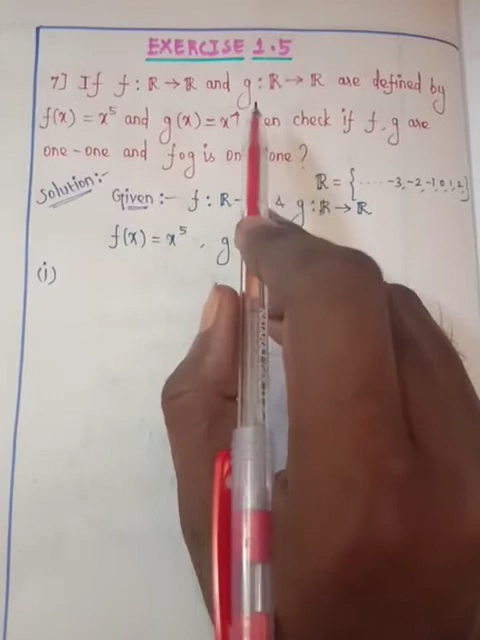 EXERCISE 1.5
7] If f : ℝ → ℝ and g : ℝ → ℝ are defined by
f(x) = x⁵ and g(x) = x⁴ en check if f, g are
one-one and fog is on one ?
ℝ = {..... -3, -2, -1, 0, 1, 2,
Solution:-
Given :- f : ℝ - & g : ℝ → ℝ
f(x) = x⁵ , g
(i)